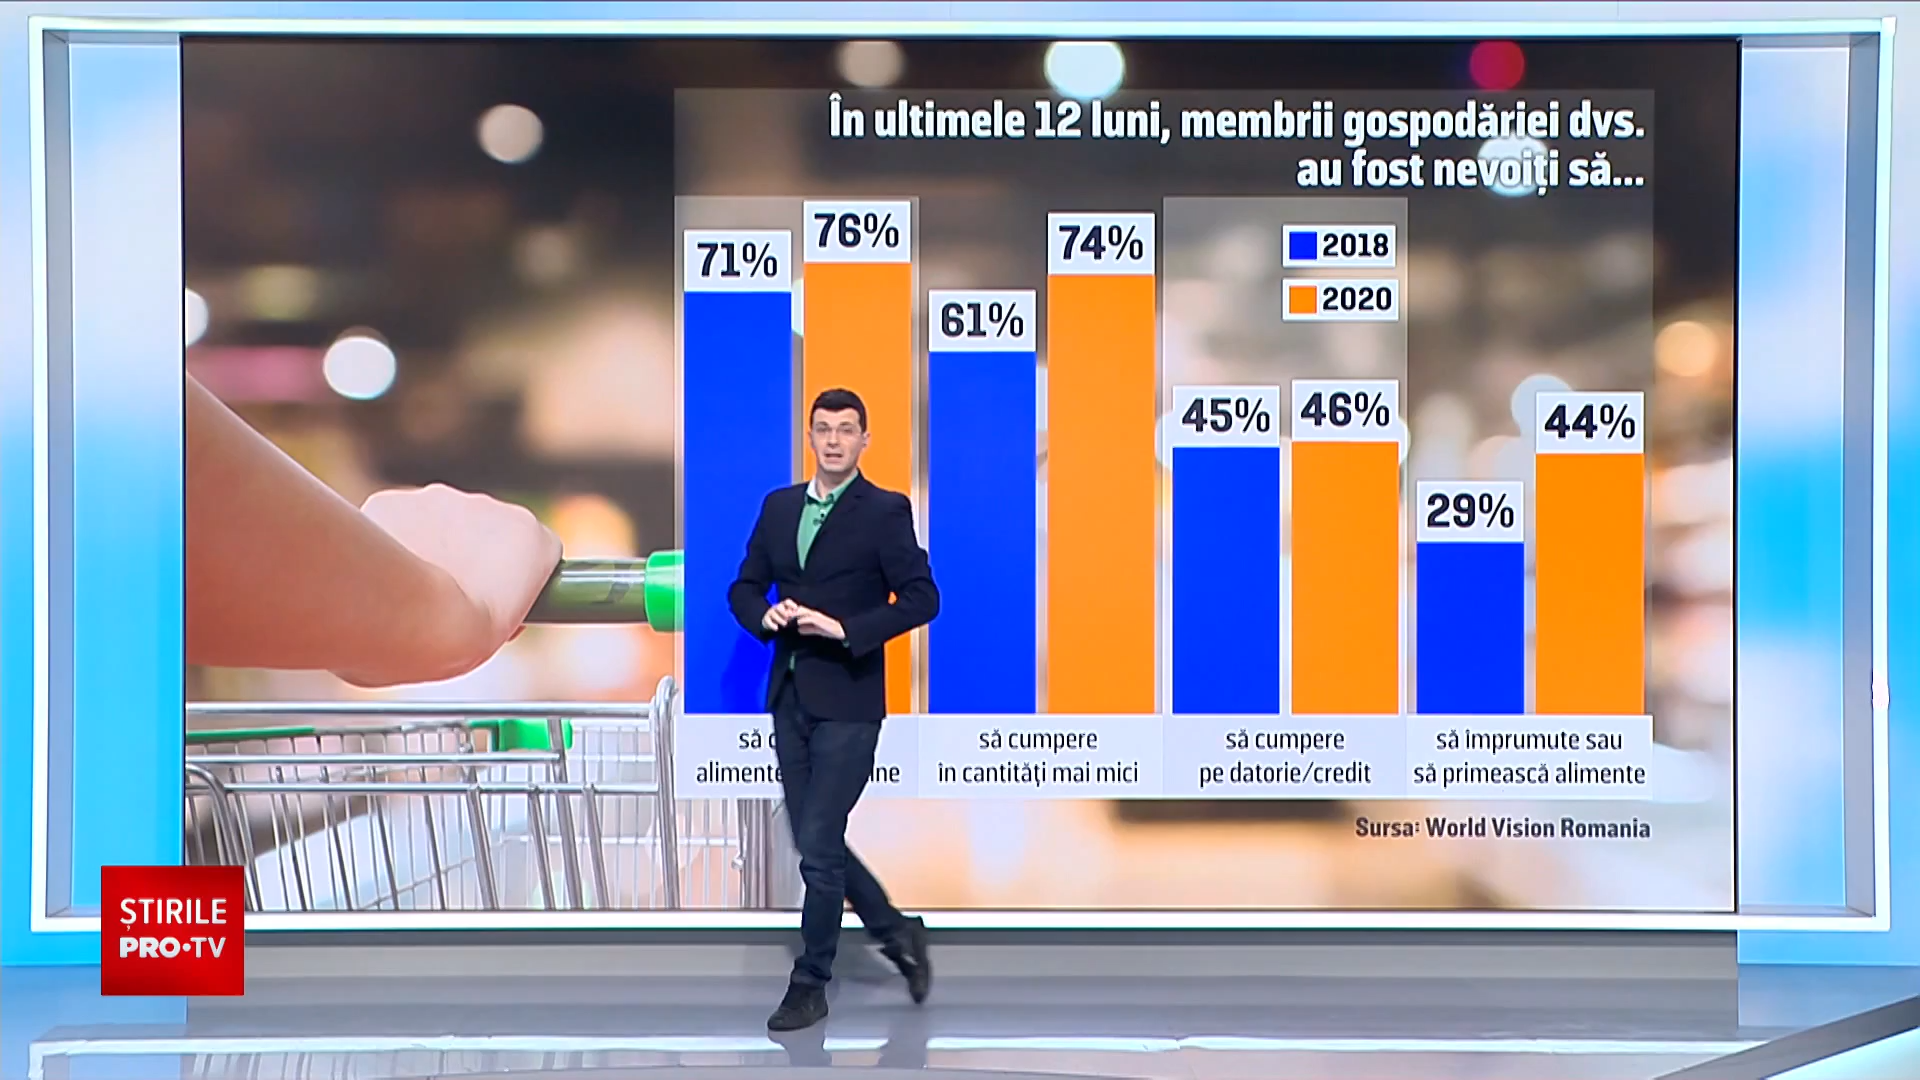 În ultimele 12 luni, membrii gospodăriei dvs.
au fost nevoiți să...
71%
76%
61%
74%
45%
46%
29%
44%
2018
2020
să
alimente
să cumpere
în cantități mai mici
să cumpere
pe datorie/credit
să împrumute sau
să primească alimente
Sursa: World Vision Romania
ȘTIRILE
PRO•TV